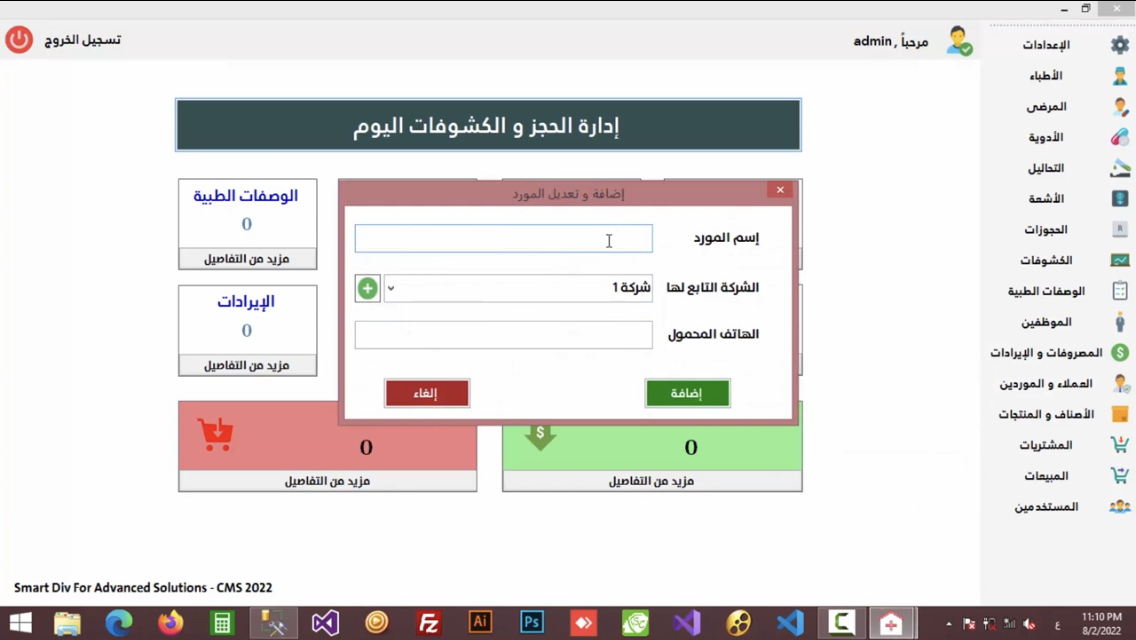 مرحباً , admin
تسجيل الخروج
الإعدادات
الأطباء
المرضى
الأدوية
التحاليل
الأشعة
الحجوزات
الكشوفات
الوصفات الطبية
الموظفين
المصروفات و الإيرادات
العملاء و الموردين
الأصناف و المنتجات
المشتريات
المبيعات
المستخدمين
إدارة الحجز و الكشوفات اليوم
الوصفات الطبية
0
مزيد من التفاصيل
الإيرادات
0
مزيد من التفاصيل
إضافة و تعديل المورد
إسم المورد
الشركة التابع لها
شركة 1
الهاتف المحمول
إضافة
إلغاء
0
مزيد من التفاصيل
0
مزيد من التفاصيل
Smart Div For Advanced Solutions - CMS 2022
Fz
Ai
Ps
ع
11:10 PM
8/2/2022